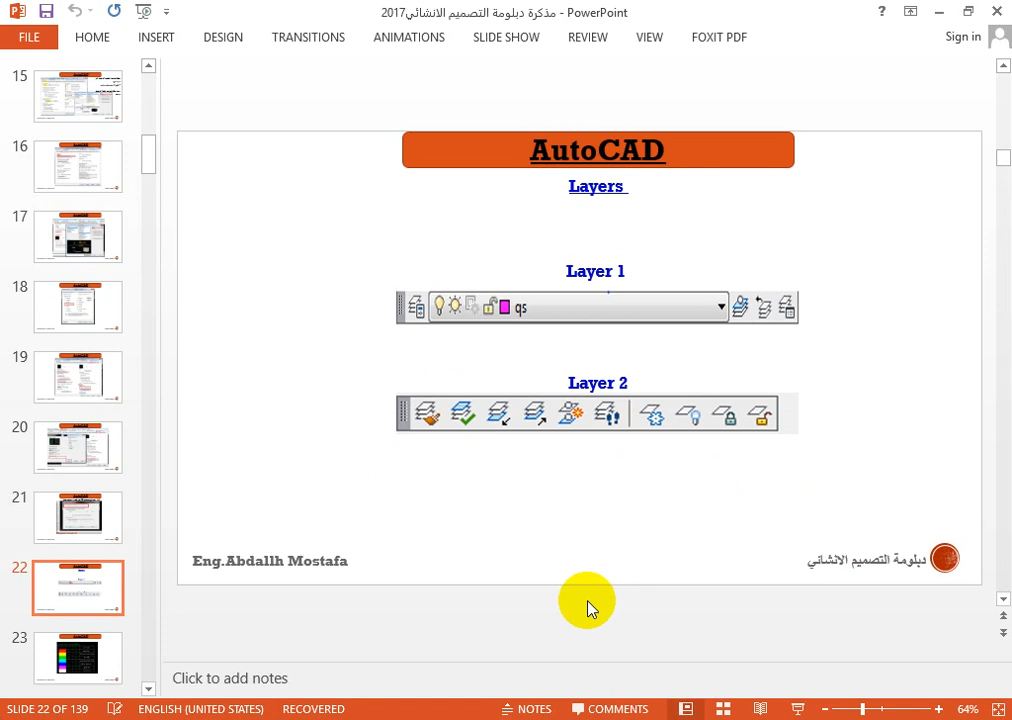 مذكرة دبلومة التصميم الانشائي2017 - PowerPoint
?
FILE HOME INSERT DESIGN TRANSITIONS ANIMATIONS SLIDE SHOW REVIEW VIEW FOXIT PDF Sign in
15
16
17
18
19
20
21
22
23
AutoCAD
Layers
Layer 1
qs
Layer 2
Eng.Abdallh Mostafa
دبلومة التصميم الانشائي
Click to add notes
SLIDE 22 OF 139 ENGLISH (UNITED STATES) RECOVERED NOTES COMMENTS 64%